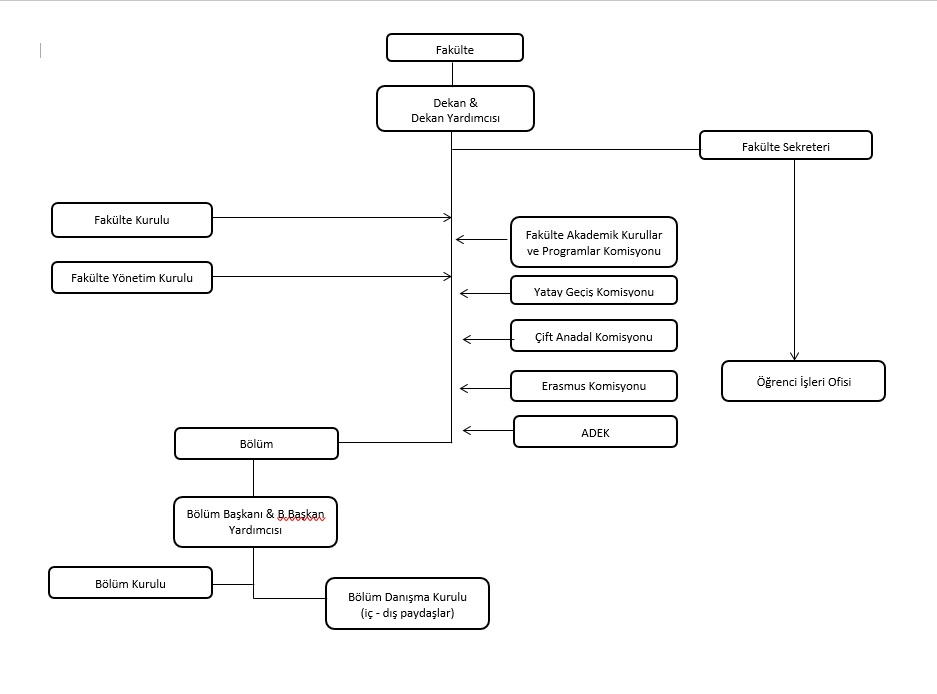 Fakülte
Dekan &
Dekan Yardımcısı
Fakülte Sekreteri
Fakülte Kurulu
Fakülte Akademik Kurullar
ve Programlar Komisyonu
Fakülte Yönetim Kurulu
Yatay Geçiş Komisyonu
Çift Anadal Komisyonu
Erasmus Komisyonu
Öğrenci İşleri Ofisi
ADEK
Bölüm
Bölüm Başkanı & B.Başkan
Yardımcısı
Bölüm Kurulu
Bölüm Danışma Kurulu
(iç - dış paydaşlar)